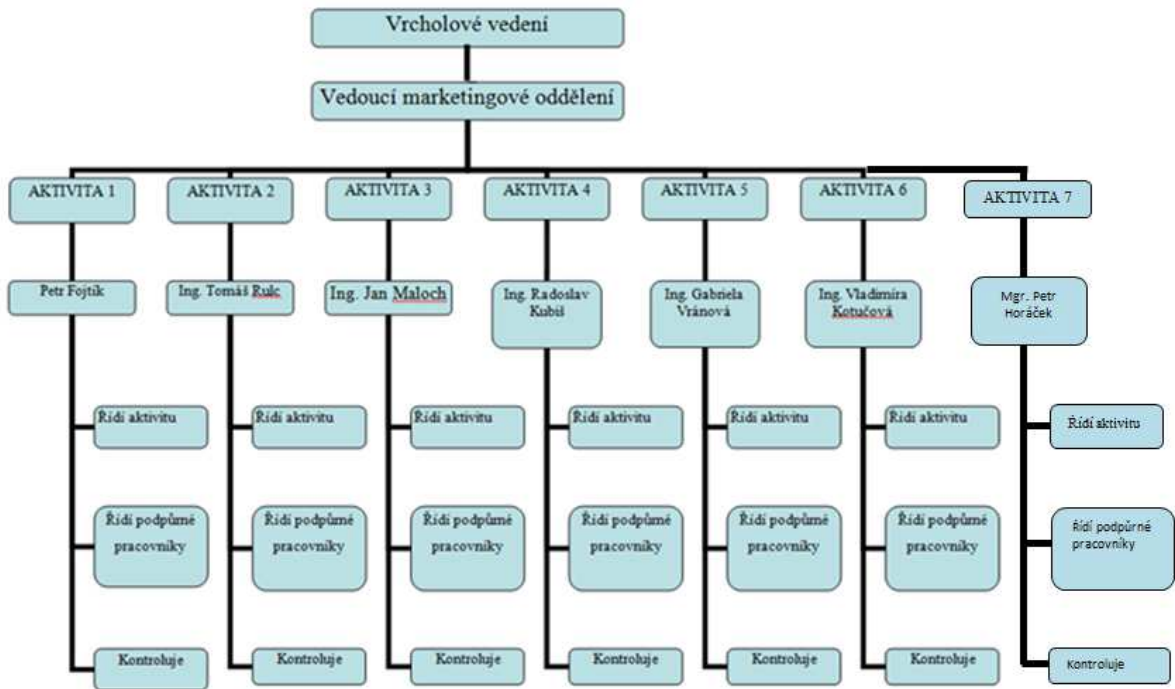 Vrcholové vedení
Vedoucí marketingové oddělení
AKTIVITA 1
AKTIVITA 2
AKTIVITA 3
AKTIVITA 4
AKTIVITA 5
AKTIVITA 6
AKTIVITA 7
Petr Fojtík
Ing. Tomáš Rulc
Ing. Jan Maloch
Ing. Radoslav
Kubiš
Ing. Gabriela
Vránová
Ing. Vladimíra
Kotučová
Mgr. Petr
Horáček
Řídí aktivitu
Řídí aktivitu
Řídí aktivitu
Řídí aktivitu
Řídí aktivitu
Řídí aktivitu
Řídí aktivitu
Řídí podpůrné
pracovníky
Řídí podpůrné
pracovníky
Řídí podpůrné
pracovníky
Řídí podpůrné
pracovníky
Řídí podpůrné
pracovníky
Řídí podpůrné
pracovníky
Řídí podpůrné
pracovníky
Kontroluje
Kontroluje
Kontroluje
Kontroluje
Kontroluje
Kontroluje
Kontroluje